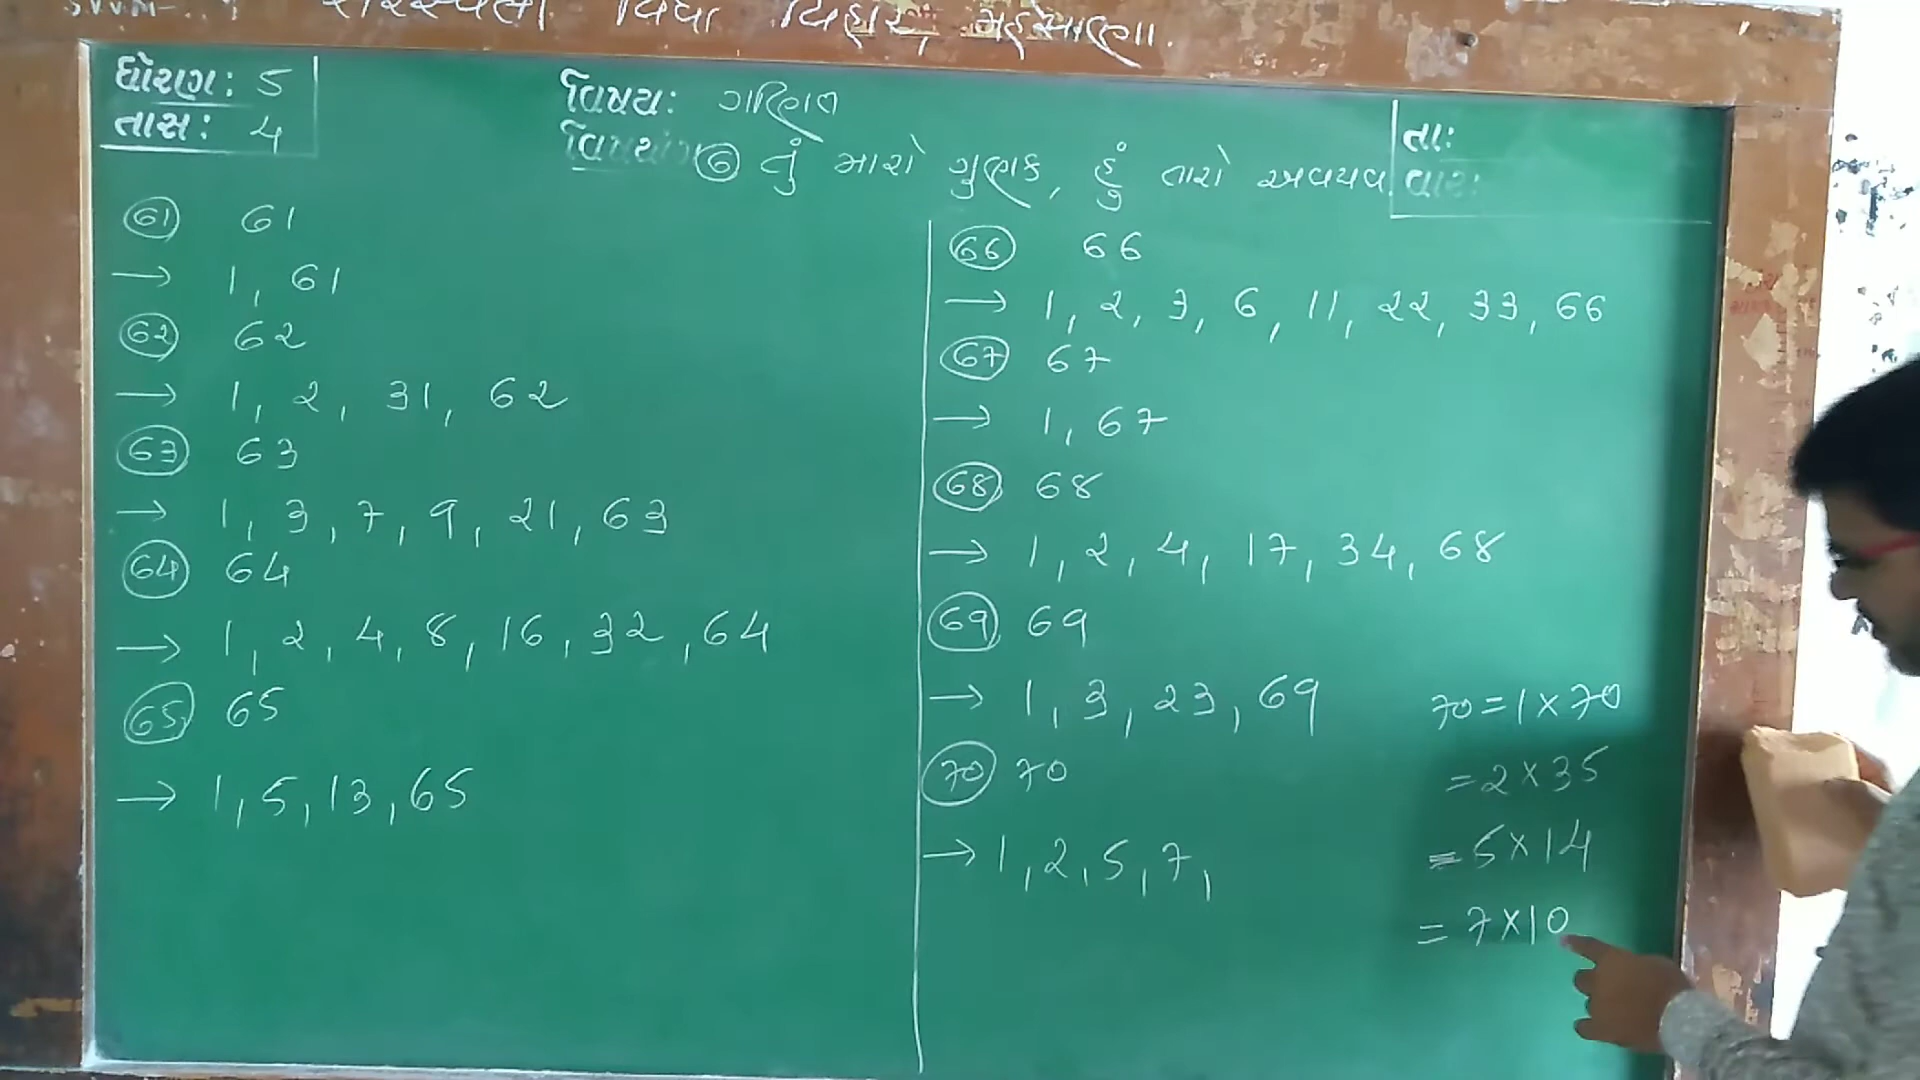 સરસ્વતી વિદ્યા વિહાર, મહેસાણા.
ધોરણ: 5
તાસ: 4
વિષય: ગણિત
વિષયાંગ ⑥ તું મારો ગુણક, હું તારો અવયવ
તા:
વાર:
(61) 61
→ 1, 61
(62) 62
→ 1, 2, 31, 62
(63) 63
→ 1, 3, 7, 9, 21, 63
(64) 64
→ 1, 2, 4, 8, 16, 32, 64
(65) 65
→ 1, 5, 13, 65
(66) 66
→ 1, 2, 3, 6, 11, 22, 33, 66
(67) 67
→ 1, 67
(68) 68
→ 1, 2, 4, 17, 34, 68
(69) 69
→ 1, 3, 23, 69
(70) 70
→ 1, 2, 5, 7,
70 = 1 × 70
= 2 × 35
= 5 × 14
= 7 × 10